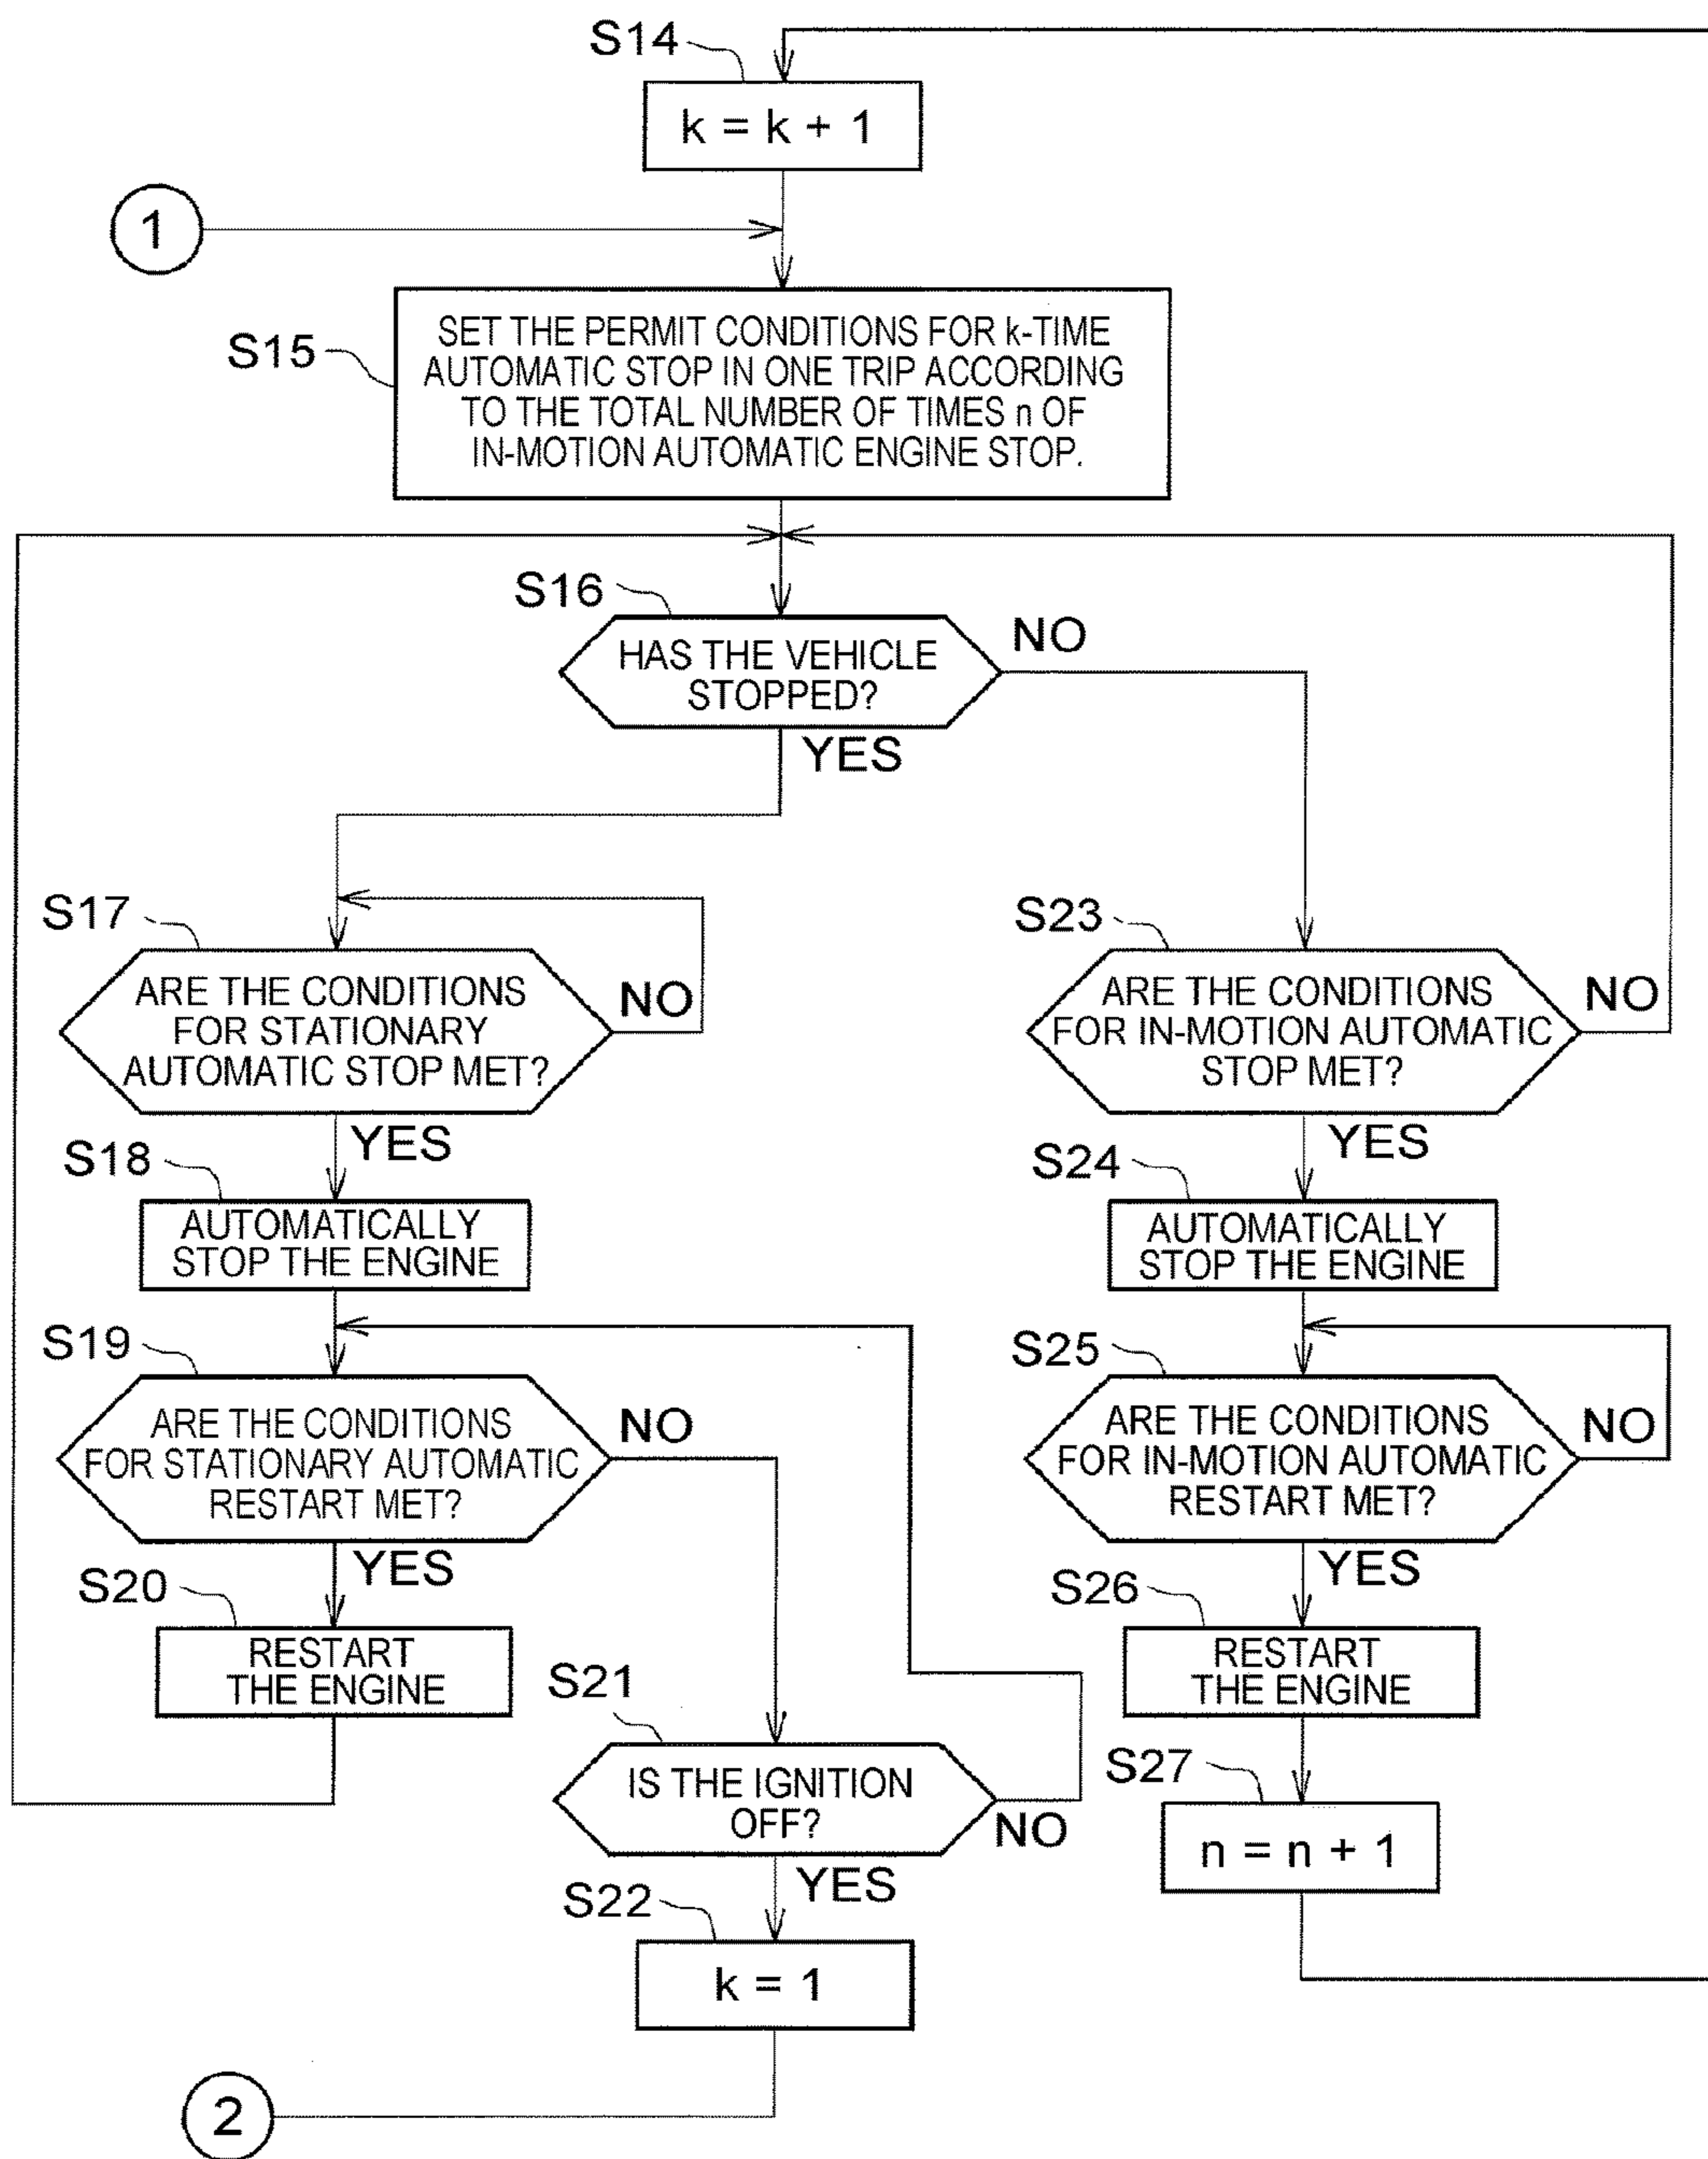 S14
k = k + 1
1
S15
SET THE PERMIT CONDITIONS FOR k-TIME
AUTOMATIC STOP IN ONE TRIP ACCORDING
TO THE TOTAL NUMBER OF TIMES n OF
IN-MOTION AUTOMATIC ENGINE STOP.
S16
HAS THE VEHICLE
STOPPED?
NO
YES
S17
ARE THE CONDITIONS
FOR STATIONARY
AUTOMATIC STOP MET?
NO
YES
S18
AUTOMATICALLY
STOP THE ENGINE
S19
ARE THE CONDITIONS
FOR STATIONARY AUTOMATIC
RESTART MET?
NO
YES
S20
RESTART
THE ENGINE
S21
IS THE IGNITION
OFF?
NO
YES
S22
k = 1
2
S23
ARE THE CONDITIONS
FOR IN-MOTION AUTOMATIC
STOP MET?
NO
YES
S24
AUTOMATICALLY
STOP THE ENGINE
S25
ARE THE CONDITIONS
FOR IN-MOTION AUTOMATIC
RESTART MET?
NO
YES
S26
RESTART
THE ENGINE
S27
n = n + 1